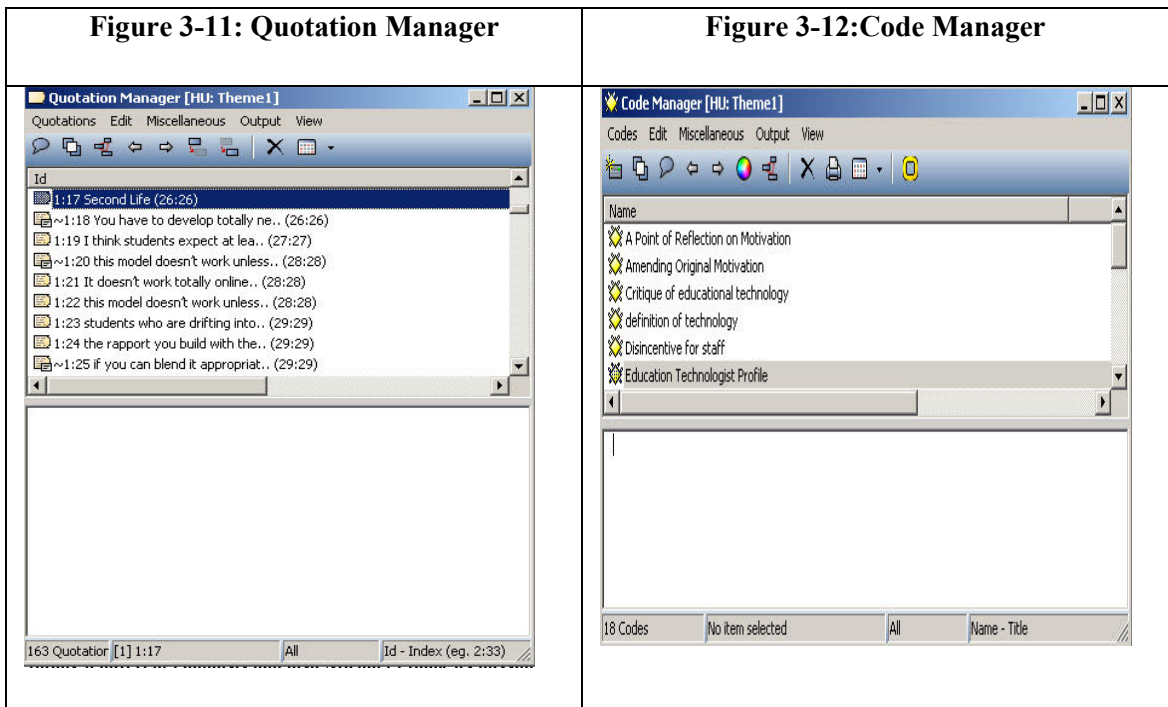 Figure 3-11: Quotation Manager
Quotation Manager [HU: Theme1]
Quotations Edit Miscellaneous Output View
Id
1:17 Second Life (26:26)
~1:18 You have to develop totally ne.. (26:26)
1:19 I think students expect at lea.. (27:27)
~1:20 this model doesn't work unless.. (28:28)
1:21 It doesn't work totally online.. (28:28)
1:22 this model doesn't work unless.. (28:28)
1:23 students who are drifting into.. (29:29)
1:24 the rapport you build with the.. (29:29)
~1:25 if you can blend it appropriat.. (29:29)
163 Quotatior [1] 1:17 All Id - Index (eg. 2:33)
Figure 3-12:Code Manager
Code Manager [HU: Theme1]
Codes Edit Miscellaneous Output View
Name
A Point of Reflection on Motivation
Amending Original Motivation
Critique of educational technology
definition of technology
Disincentive for staff
Education Technologist Profile
18 Codes No item selected All Name - Title